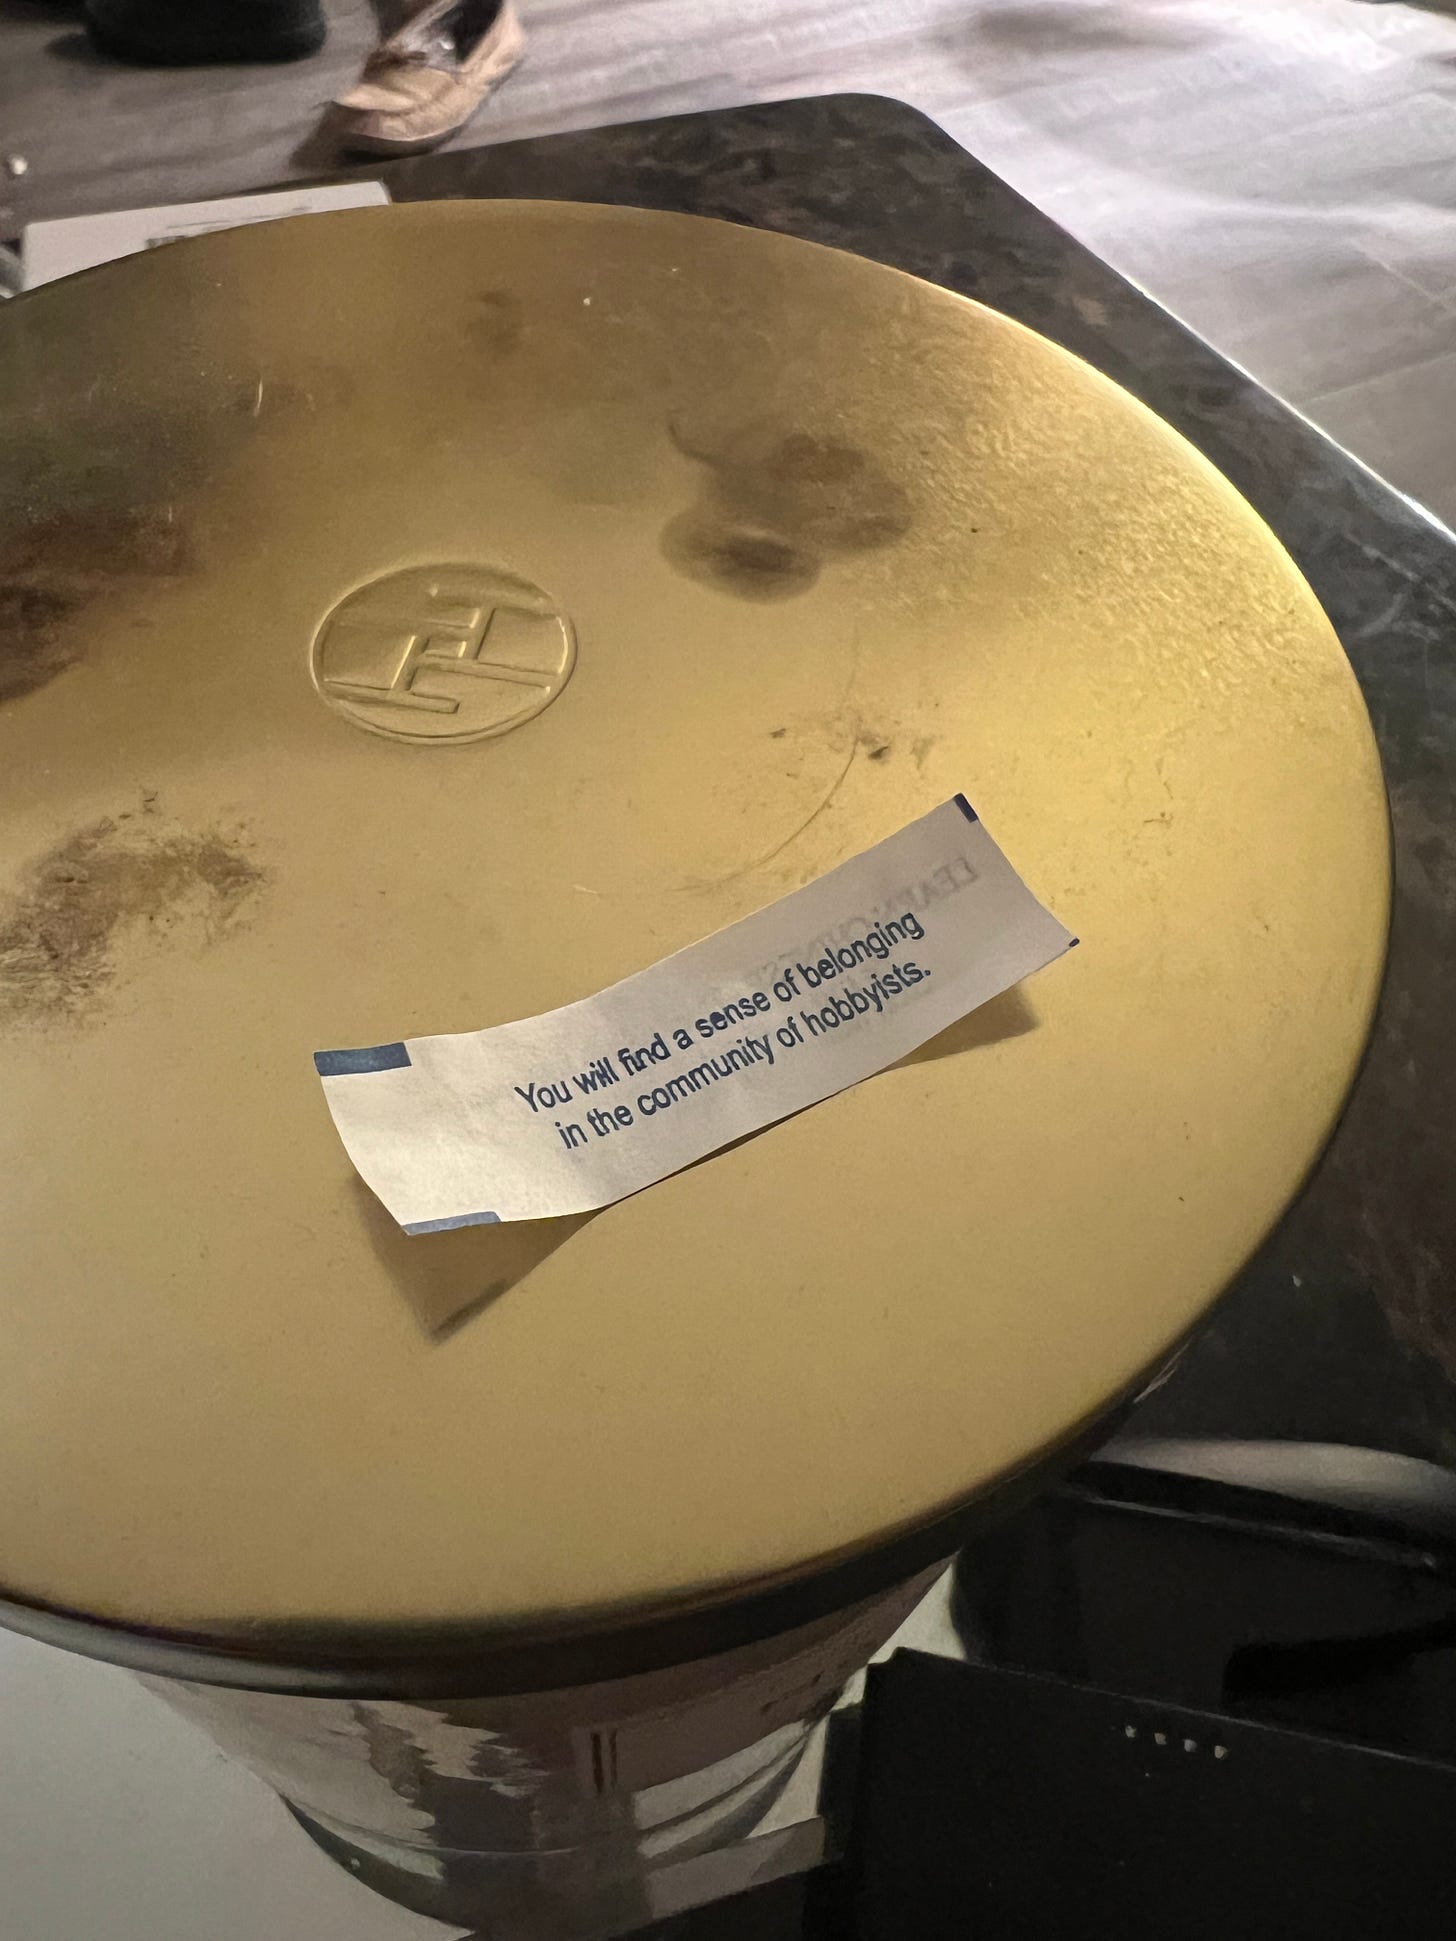 You will find a sense of belonging
in the community of hobbyists.